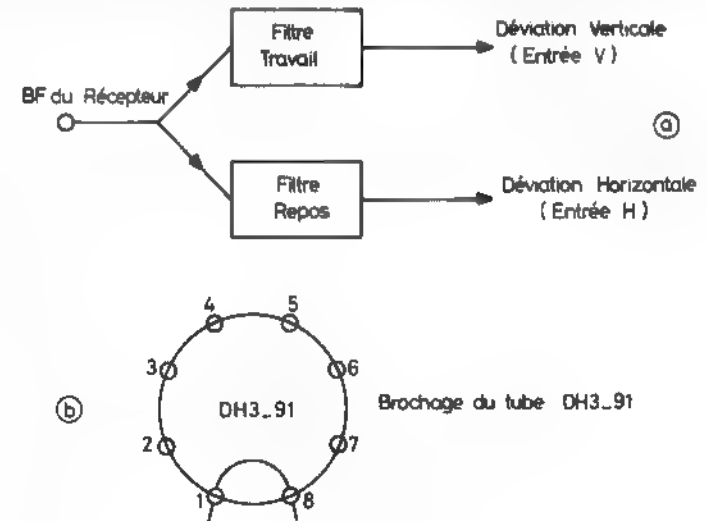 Filtre
Travail
Déviation Verticale
( Entrée V )
BF du Récepteur
a
Filtre
Repos
Déviation Horizontale
( Entrée H )
4
5
3
6
b
DH3_91
Brochage du tube DH3_91
2
7
1
8